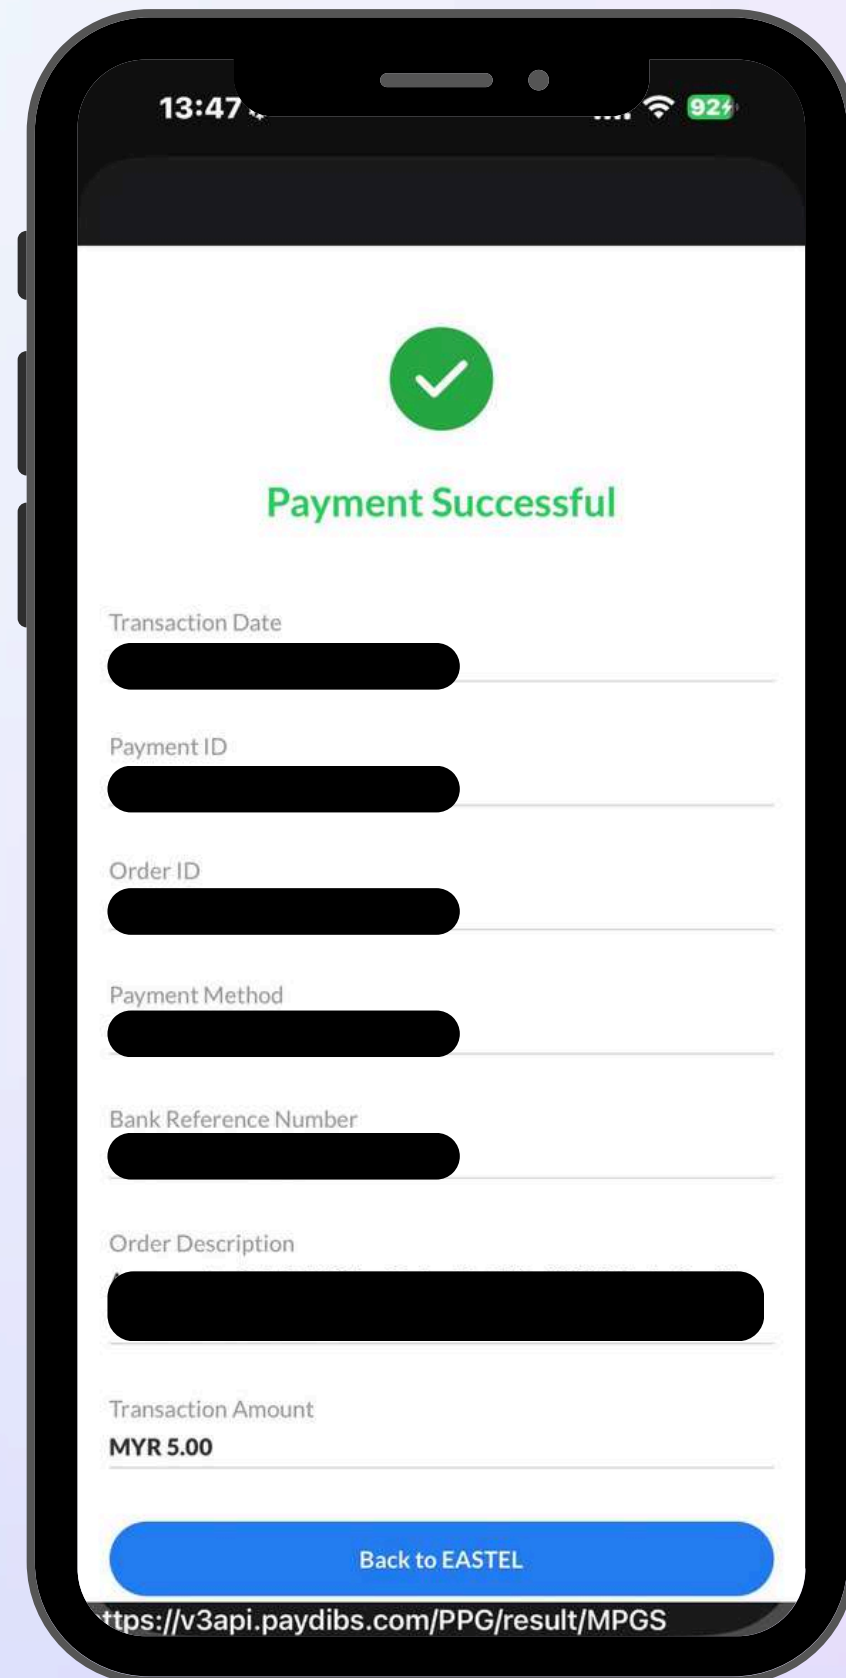 13:47
92
Payment Successful
Transaction Date
Payment ID
Order ID
Payment Method
Bank Reference Number
Order Description
Transaction Amount
MYR 5.00
Back to EASTEL
ttps://v3api.paydibs.com/PPG/result/MPGS